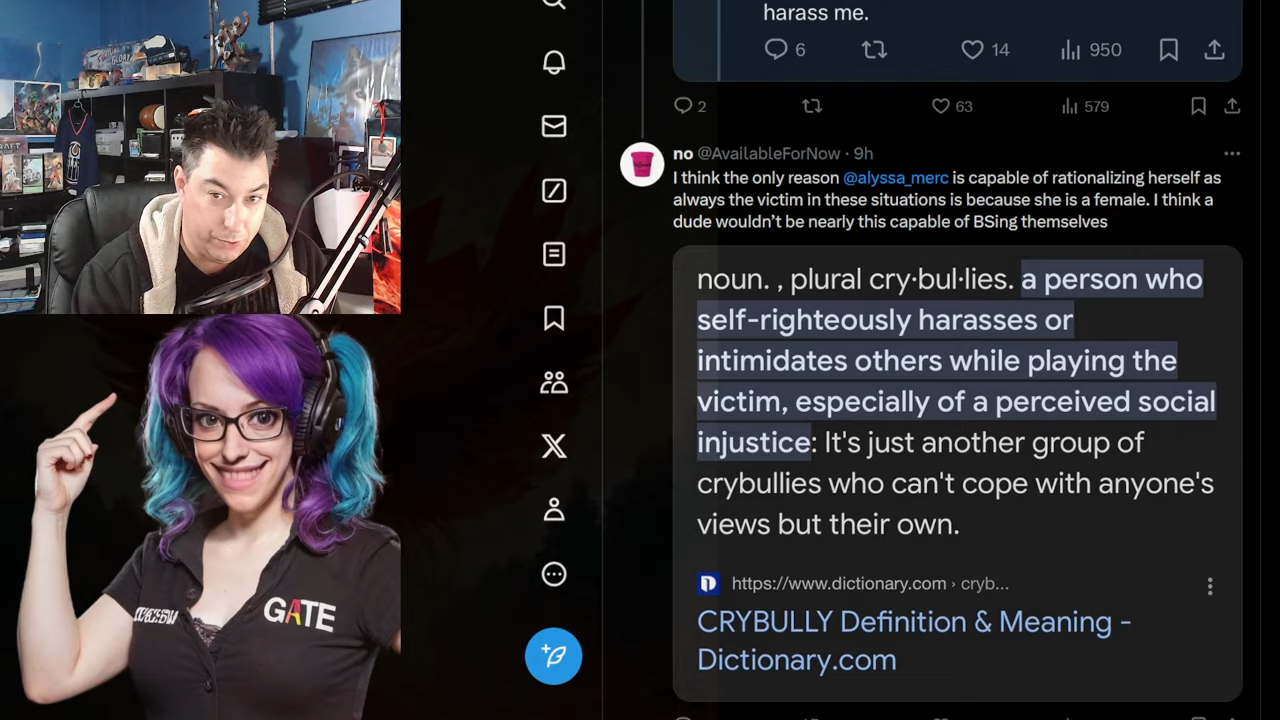 harass me.
6 14 950
2 63 579
no @AvailableForNow · 9h
I think the only reason @alyssa_merc is capable of rationalizing herself as
always the victim in these situations is because she is a female. I think a
dude wouldn’t be nearly this capable of BSing themselves
noun. , plural cry·bul·lies. a person who
self-righteously harasses or
intimidates others while playing the
victim, especially of a perceived social
injustice: It's just another group of
crybullies who can't cope with anyone's
views but their own.
https://www.dictionary.com › cryb...
CRYBULLY Definition & Meaning -
Dictionary.com
GLORY
GATE